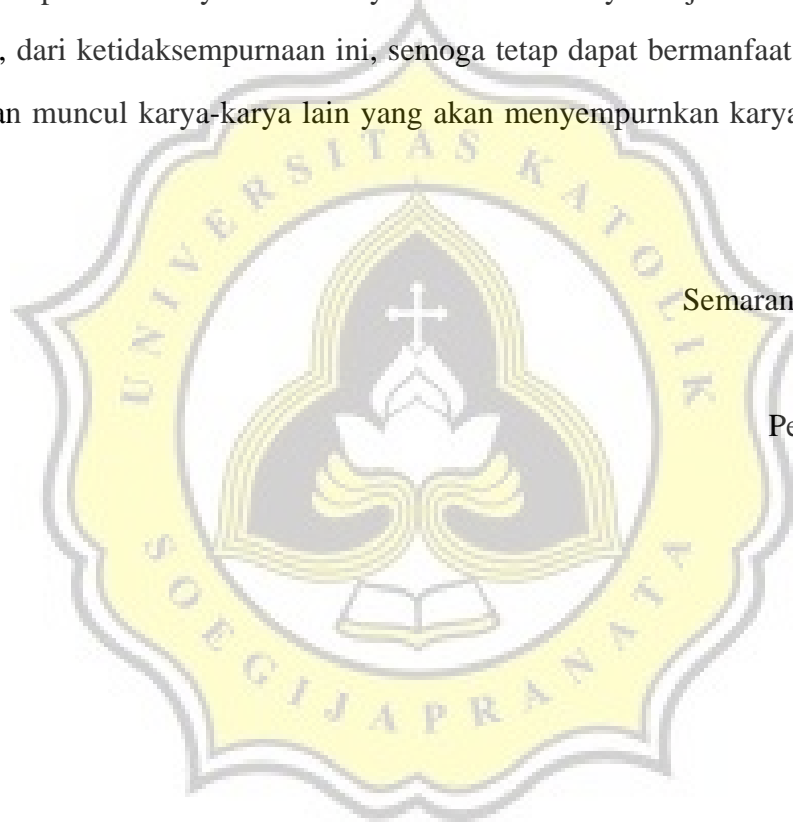 , dari ketidaksempurnaan ini, semoga tetap dapat bermanfaat
muncul karya-karya lain yang akan menyempurnkan karya
UNIVERSITAS KATOLIK
Semaran
Pe
SOEGIJAPRANATA